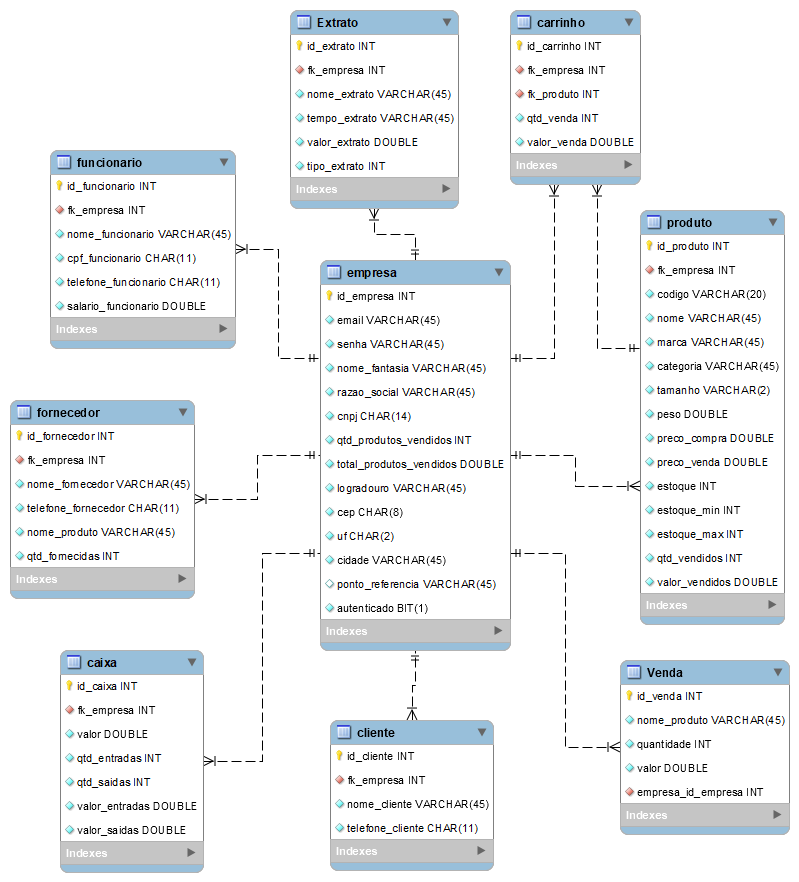 Extrato
id_extrato INT
fk_empresa INT
nome_extrato VARCHAR(45)
tempo_extrato VARCHAR(45)
valor_extrato DOUBLE
tipo_extrato INT
Indexes
carrinho
id_carrinho INT
fk_empresa INT
fk_produto INT
qtd_venda INT
valor_venda DOUBLE
Indexes
funcionario
id_funcionario INT
fk_empresa INT
nome_funcionario VARCHAR(45)
cpf_funcionario CHAR(11)
telefone_funcionario CHAR(11)
salario_funcionario DOUBLE
Indexes
produto
id_produto INT
fk_empresa INT
codigo VARCHAR(20)
nome VARCHAR(45)
marca VARCHAR(45)
categoria VARCHAR(45)
tamanho VARCHAR(2)
peso DOUBLE
preco_compra DOUBLE
preco_venda DOUBLE
estoque INT
estoque_min INT
estoque_max INT
qtd_vendidos INT
valor_vendidos DOUBLE
Indexes
empresa
id_empresa INT
email VARCHAR(45)
senha VARCHAR(45)
nome_fantasia VARCHAR(45)
razao_social VARCHAR(45)
cnpj CHAR(14)
qtd_produtos_vendidos INT
total_produtos_vendidos DOUBLE
logradouro VARCHAR(45)
cep CHAR(8)
uf CHAR(2)
cidade VARCHAR(45)
ponto_referencia VARCHAR(45)
autenticado BIT(1)
Indexes
fornecedor
id_fornecedor INT
fk_empresa INT
nome_fornecedor VARCHAR(45)
telefone_fornecedor CHAR(11)
nome_produto VARCHAR(45)
qtd_fornecidas INT
Indexes
caixa
id_caixa INT
fk_empresa INT
valor DOUBLE
qtd_entradas INT
qtd_saidas INT
valor_entradas DOUBLE
valor_saidas DOUBLE
Indexes
cliente
id_cliente INT
fk_empresa INT
nome_cliente VARCHAR(45)
telefone_cliente CHAR(11)
Indexes
Venda
id_venda INT
nome_produto VARCHAR(45)
quantidade INT
valor DOUBLE
empresa_id_empresa INT
Indexes